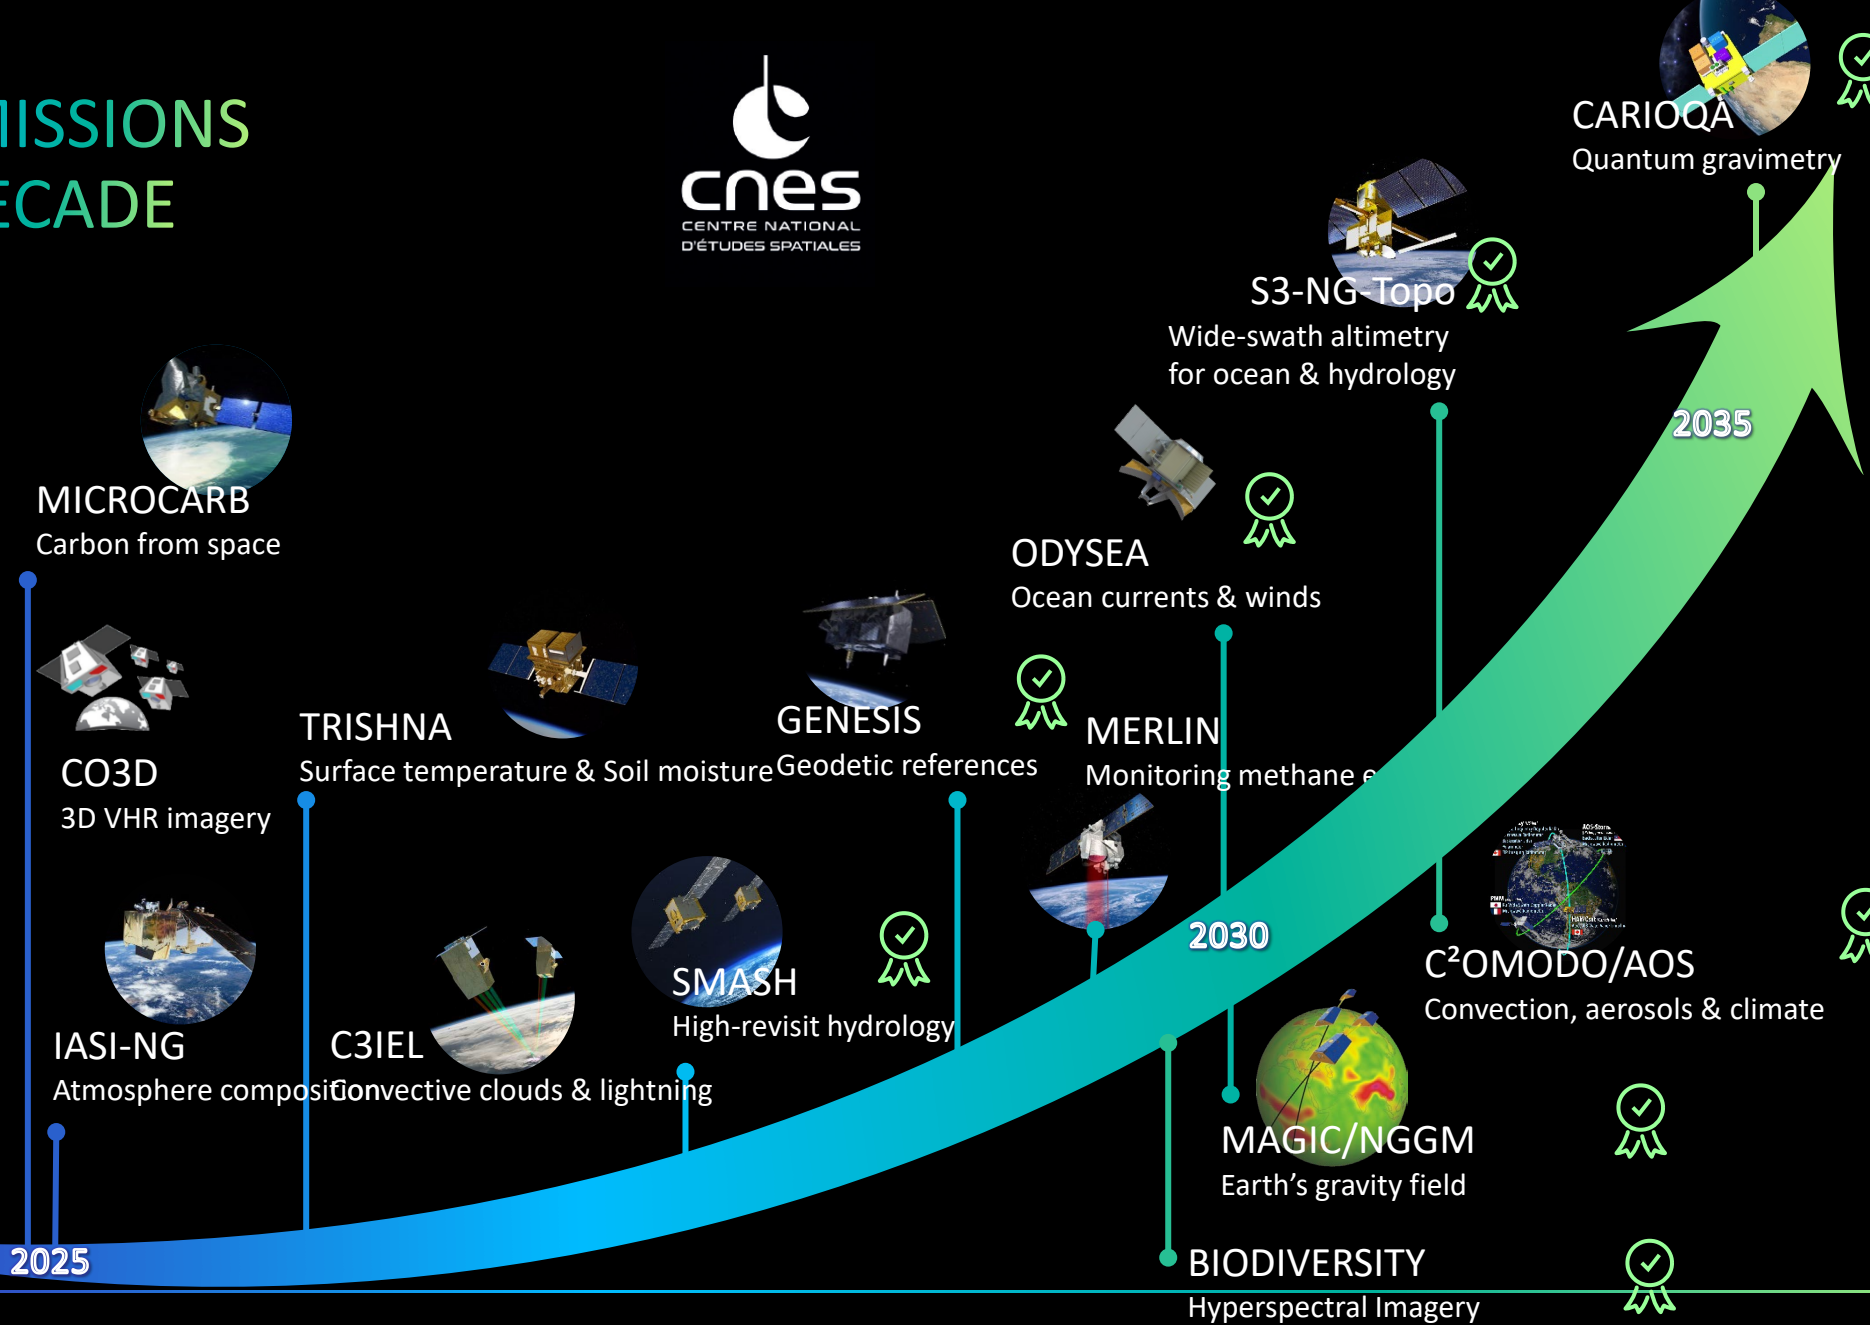 MISSIONS
ECADE
cnes
CENTRE NATIONAL
D'ÉTUDES SPATIALES
CARIOQA
Quantum gravimetry
S3-NG-Topo
Wide-swath altimetry
for ocean & hydrology
2035
MICROCARB
Carbon from space
ODYSEA
Ocean currents & winds
CO3D
3D VHR imagery
TRISHNA
Surface temperature & Soil moisture
GENESIS
Geodetic references
MERLIN
Monitoring methane e
2030
IASI-NG
Atmosphere composition
C3IEL
Convective clouds & lightning
SMASH
High-revisit hydrology
C²OMODO/AOS
Convection, aerosols & climate
MAGIC/NGGM
Earth's gravity field
2025
BIODIVERSITY
Hyperspectral Imagery